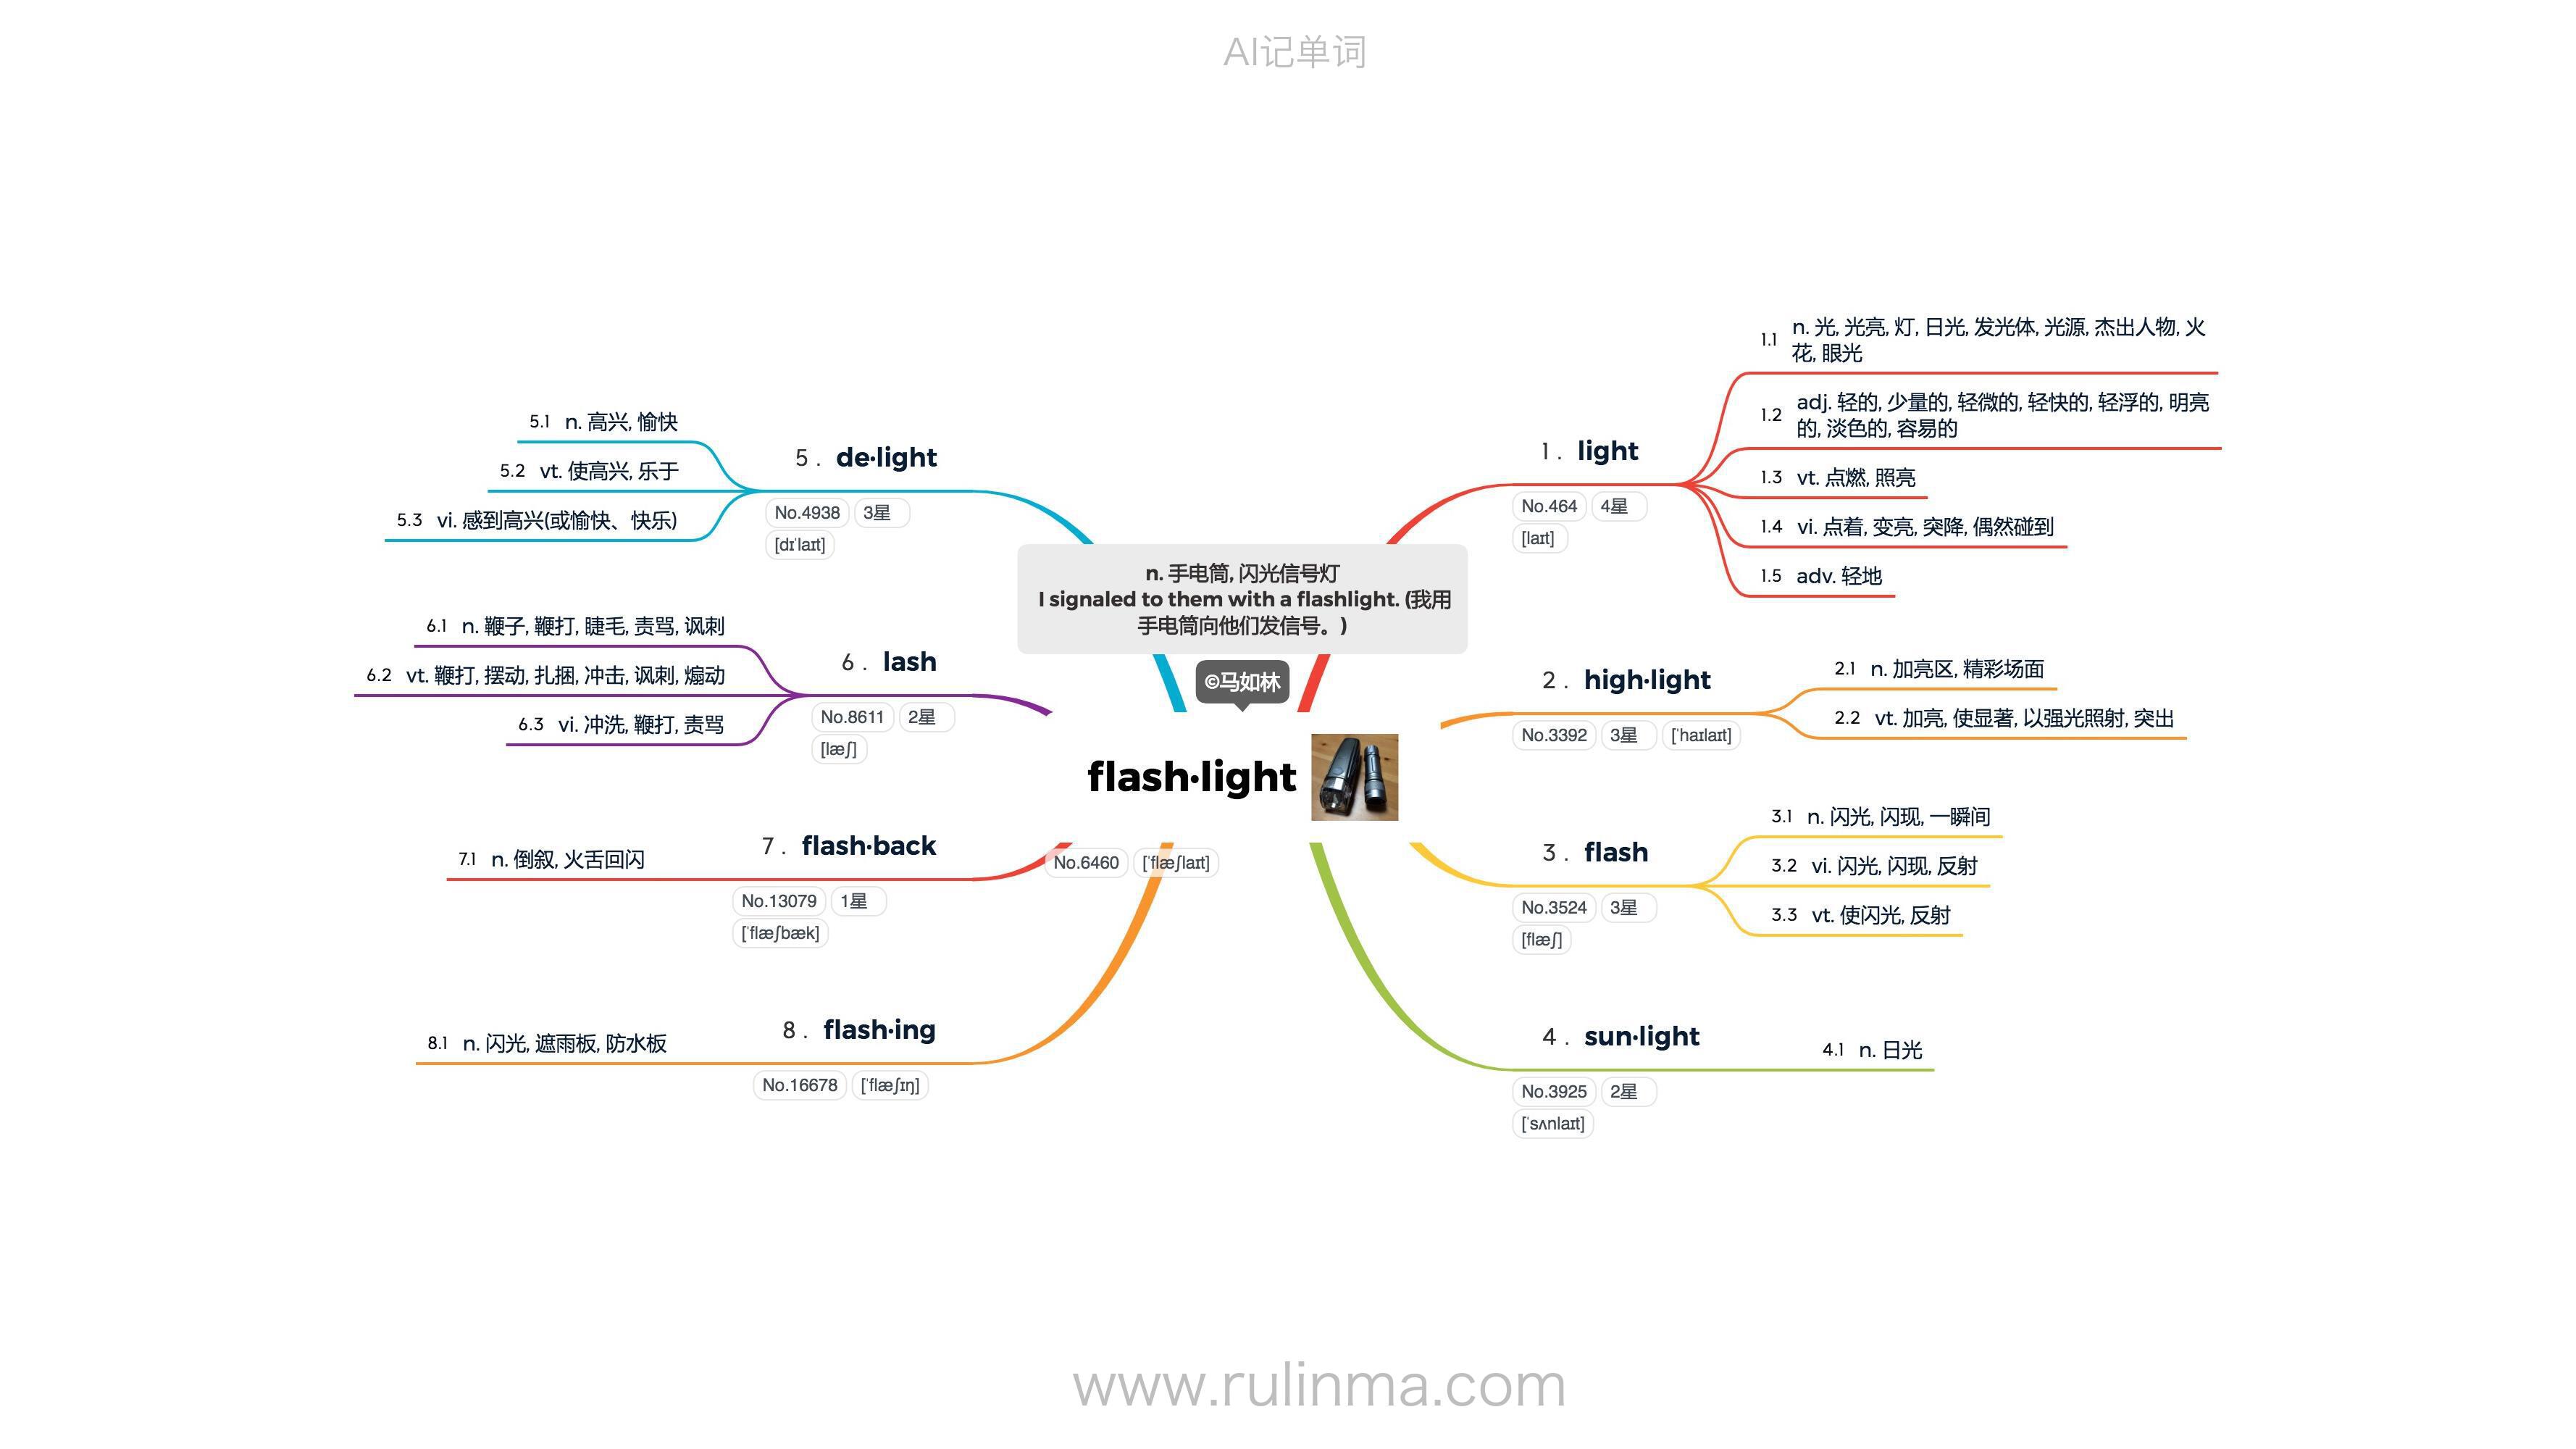 AI记单词
n. 手电筒, 闪光信号灯
I signaled to them with a flashlight. (我用
手电筒向他们发信号。)
©马如林
flash·light
No.6460 [ˈflæʃlaɪt]
1. light
No.464 4星
[laɪt]
1.1 n. 光, 光亮, 灯, 日光, 发光体, 光源, 杰出人物, 火
花, 眼光
1.2 adj. 轻的, 少量的, 轻微的, 轻快的, 轻浮的, 明亮
的, 淡色的, 容易的
1.3 vt. 点燃, 照亮
1.4 vi. 点着, 变亮, 突降, 偶然碰到
1.5 adv. 轻地
2. high·light
No.3392 3星 [ˈhaɪlaɪt]
2.1 n. 加亮区, 精彩场面
2.2 vt. 加亮, 使显著, 以强光照射, 突出
3. flash
No.3524 3星
[flæʃ]
3.1 n. 闪光, 闪现, 一瞬间
3.2 vi. 闪光, 闪现, 反射
3.3 vt. 使闪光, 反射
4. sun·light
No.3925 2星
[ˈsʌnlaɪt]
4.1 n. 日光
5. de·light
No.4938 3星
[dɪˈlaɪt]
5.1 n. 高兴, 愉快
5.2 vt. 使高兴, 乐于
5.3 vi. 感到高兴(或愉快、快乐)
6. lash
No.8611 2星
[læʃ]
6.1 n. 鞭子, 鞭打, 睫毛, 责骂, 讽刺
6.2 vt. 鞭打, 摆动, 扎捆, 冲击, 讽刺, 煽动
6.3 vi. 冲洗, 鞭打, 责骂
7. flash·back
No.13079 1星
[ˈflæʃbæk]
7.1 n. 倒叙, 火舌回闪
8. flash·ing
No.16678 [ˈflæʃɪŋ]
8.1 n. 闪光, 遮雨板, 防水板
www.rulinma.com